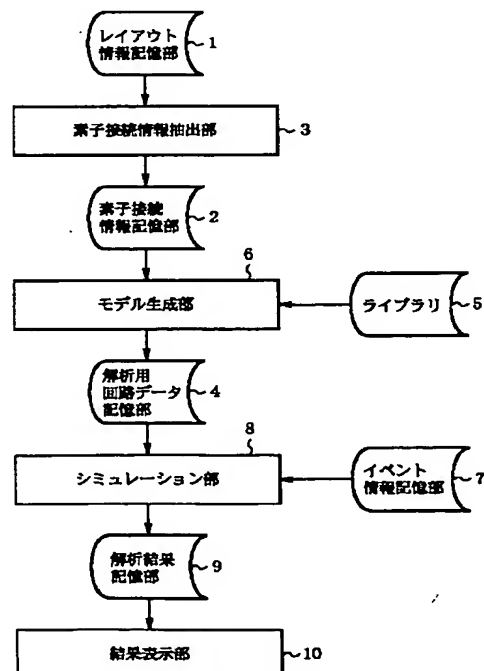 レイアウト
情報記憶部
1
素子接続情報抽出部
3
素子接続
情報記憶部
2
6
モデル生成部
ライブラリ
5
解析用
回路データ
記憶部
4
8
シミュレーション部
イベント
情報記憶部
7
解析結果
記憶部
9
結果表示部
10